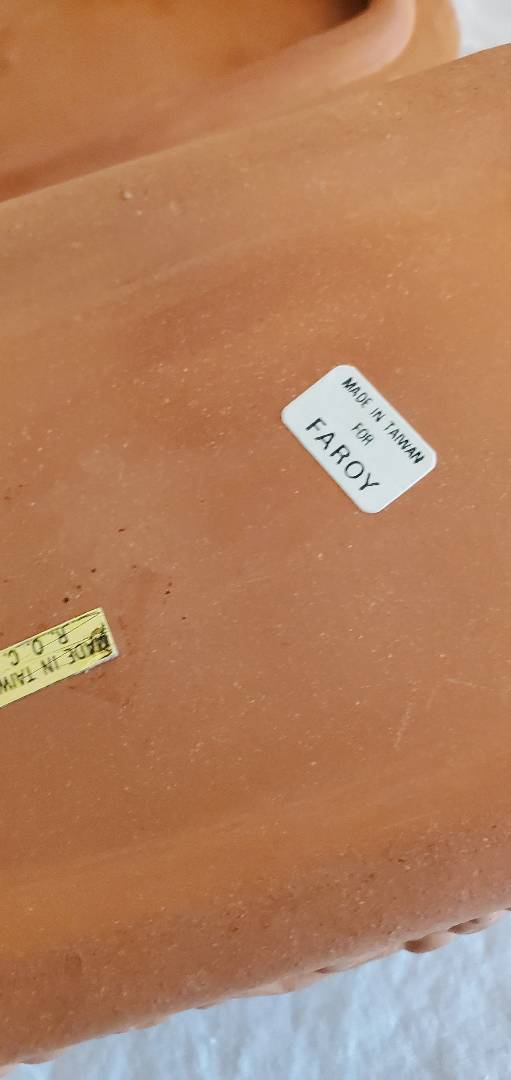 MADE IN TAIWAN
FOR
FAROY
MADE IN TAIW
R. O. C.